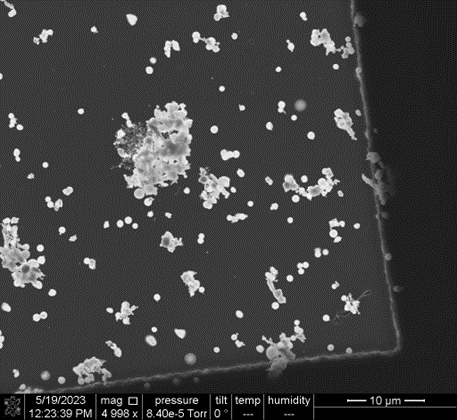 5/19/2023 mag □ pressure tilt temp humidity 10 µm
12:23:39 PM 4 998 x 8.40e-5 Torr 0 ° --- ---